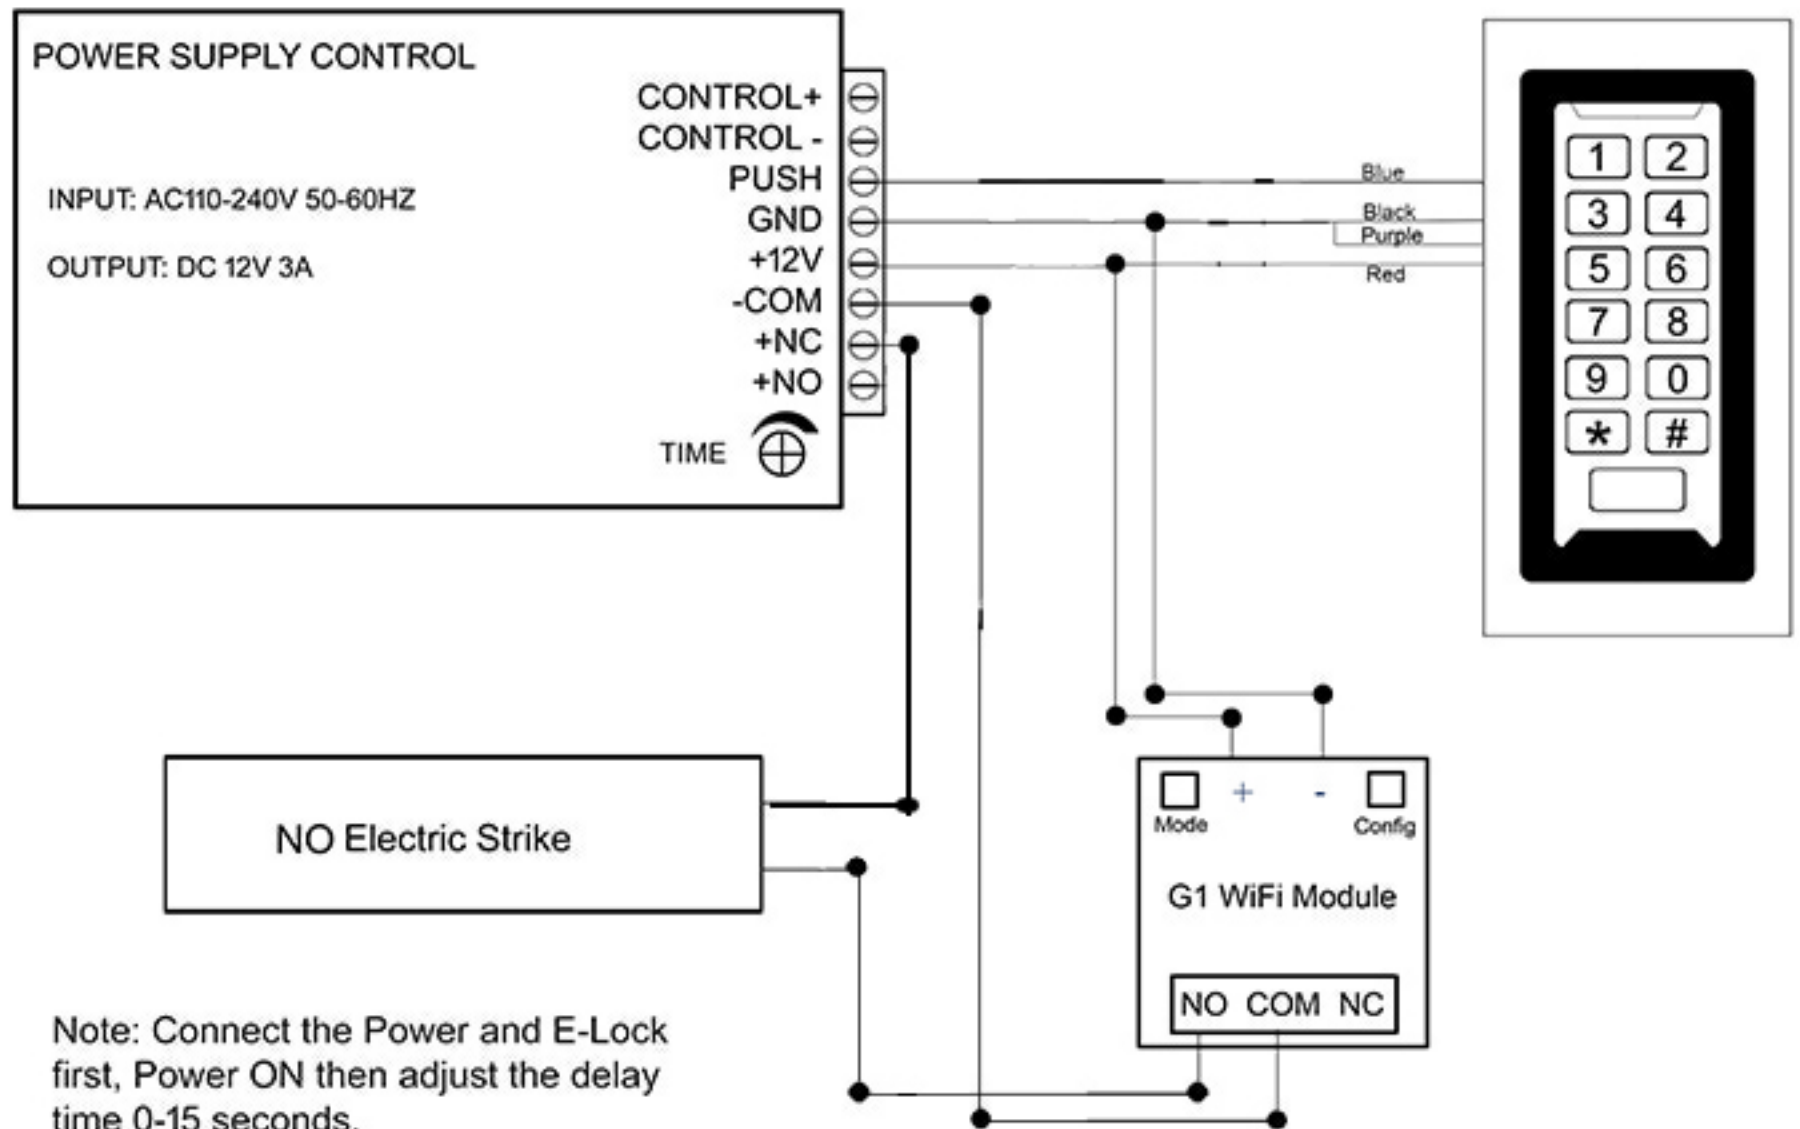 POWER SUPPLY CONTROL
INPUT: AC110-240V 50-60HZ
OUTPUT: DC 12V 3A
CONTROL+
CONTROL -
PUSH
GND
+12V
-COM
+NC
+NO
TIME
Blue
Black
Purple
Red
1 2
3 4
5 6
7 8
9 0
* #
NO Electric Strike
+ -
Mode Config
G1 WiFi Module
NO COM NC
Note: Connect the Power and E-Lock
first, Power ON then adjust the delay
time 0-15 seconds.